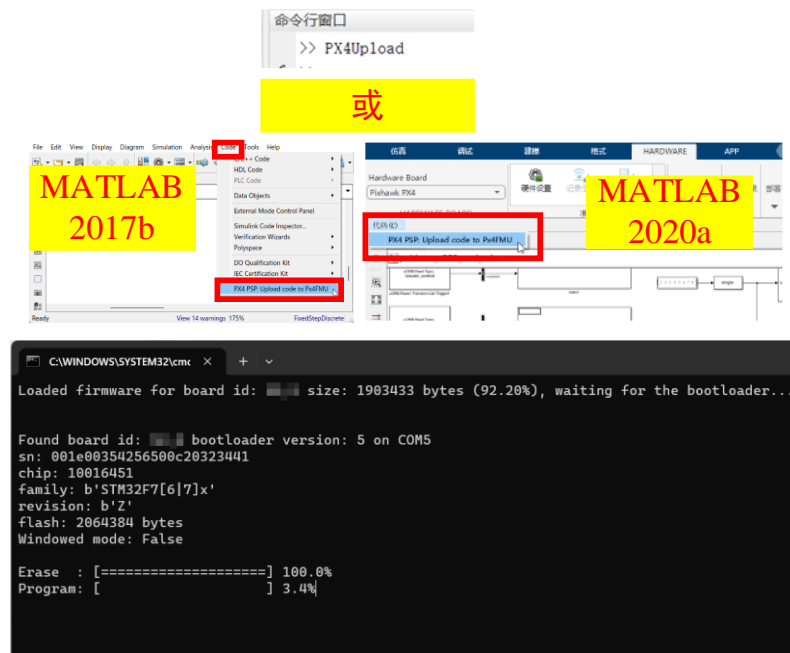 命令行窗口
>> PX4Upload
或
File Edit View Display Diagram Simulation Analysis Code Tools Help
C/C++ Code
HDL Code
PLC Code
Data Objects
External Mode Control Panel
Simulink Code Inspector...
Verification Wizards
Polyspace
DO Qualification Kit
IEC Certification Kit
PX4 PSP: Upload code to Px4FMU
MATLAB
2017b
Ready View 14 warnings 175% FixedStepDiscrete
仿真 调试 建模 格式 HARDWARE APP
Hardware Board
Pixhawk PX4
硬件设置
HARDWARE BOARD
代码(C)
PX4 PSP: Upload code to Px4FMU
MATLAB
2020a
single
C:\WINDOWS\SYSTEM32\cmc × +
Loaded firmware for board id: size: 1903433 bytes (92.20%), waiting for the bootloader...
Found board id: bootloader version: 5 on COM5
sn: 001e00354256500c20323441
chip: 10016451
family: b'STM32F7[6|7]x'
revision: b'Z'
flash: 2064384 bytes
Windowed mode: False
Erase : [====================] 100.0%
Program: [ ] 3.4%